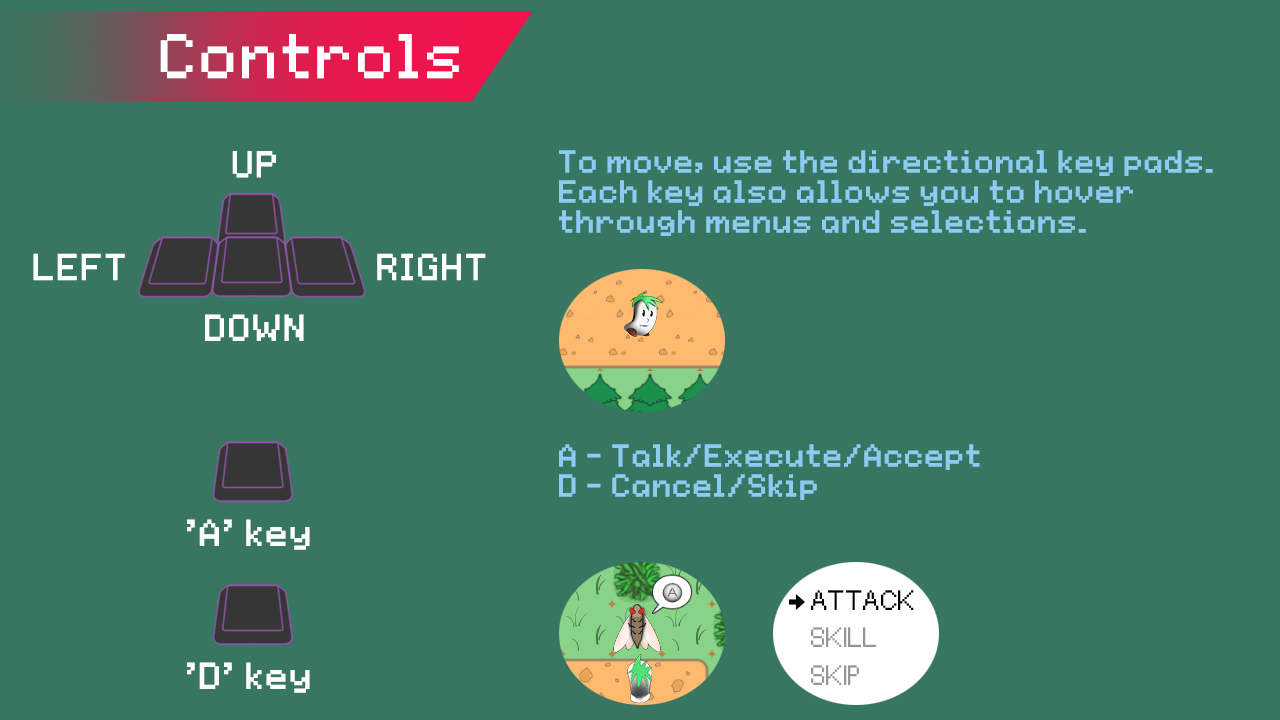 Controls
UP
LEFT
RIGHT
DOWN
To move, use the directional key pads.
Each key also allows you to hover
through menus and selections.
'A' key
A - Talk/Execute/Accept
D - Cancel/Skip
'D' key
A
ATTACK
SKILL
SKIP